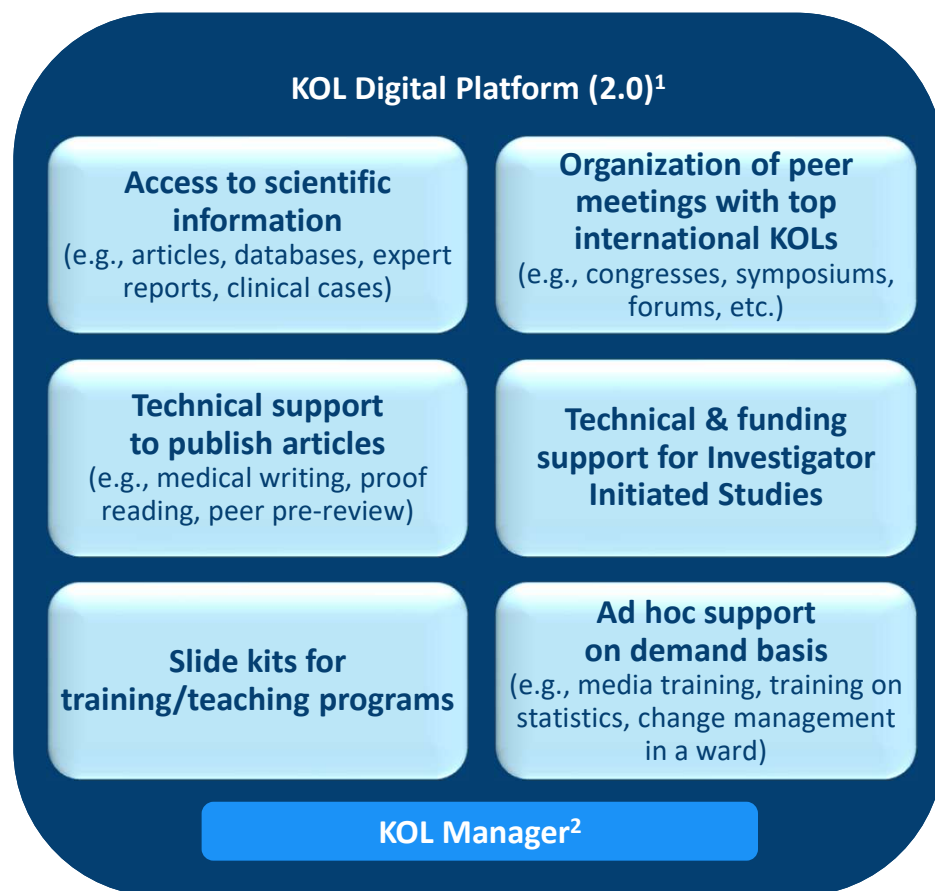 KOL Digital Platform (2.0)¹
Access to scientific
information
(e.g., articles, databases, expert
reports, clinical cases)
Organization of peer
meetings with top
international KOLs
(e.g., congresses, symposiums,
forums, etc.)
Technical support
to publish articles
(e.g., medical writing, proof
reading, peer pre-review)
Technical & funding
support for Investigator
Initiated Studies
Slide kits for
training/teaching programs
Ad hoc support
on demand basis
(e.g., media training, training on
statistics, change management
in a ward)
KOL Manager²